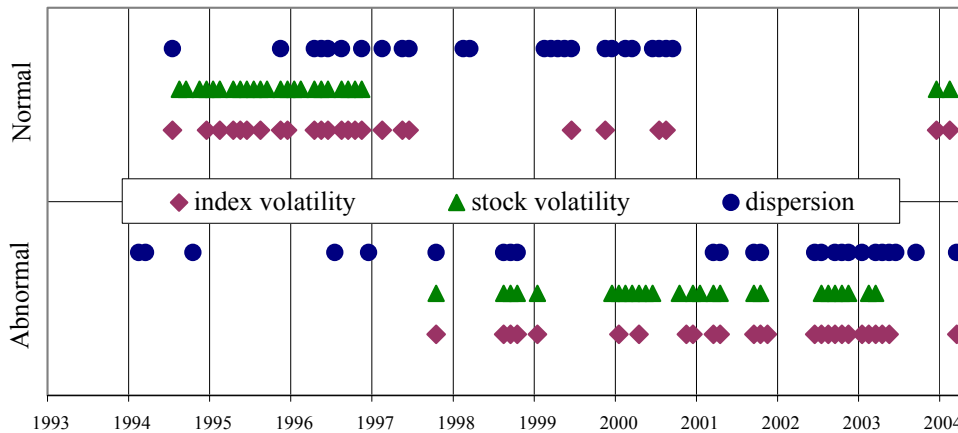 Normal
index volatility stock volatility dispersion
Abnormal
1993 1994 1995 1996 1997 1998 1999 2000 2001 2002 2003 2004